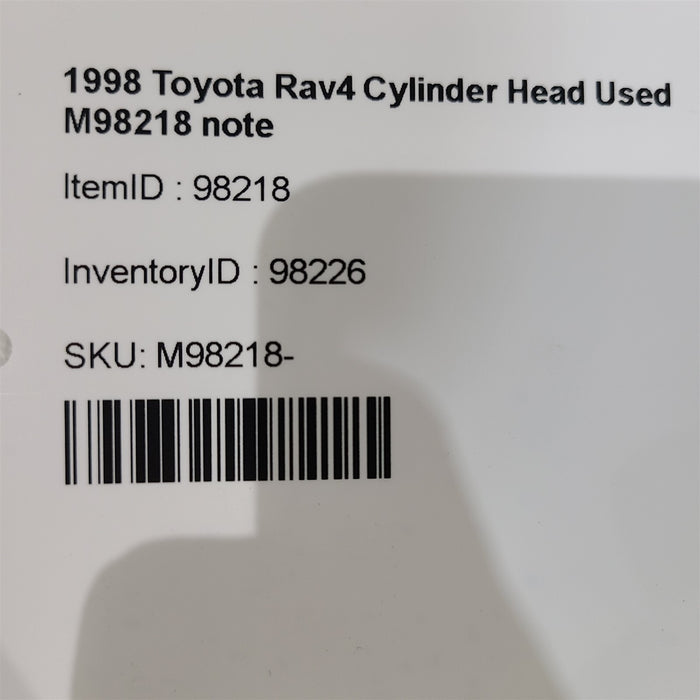 1998 Toyota Rav4 Cylinder Head Used
M98218 note
ItemID : 98218
InventoryID : 98226
SKU: M98218-